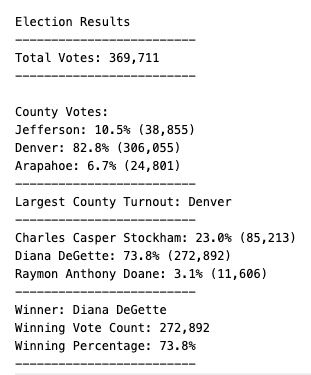 Election Results
-------------------------
Total Votes: 369,711
-------------------------
County Votes:
Jefferson: 10.5% (38,855)
Denver: 82.8% (306,055)
Arapahoe: 6.7% (24,801)
-------------------------
Largest County Turnout: Denver
-------------------------
Charles Casper Stockham: 23.0% (85,213)
Diana DeGette: 73.8% (272,892)
Raymon Anthony Doane: 3.1% (11,606)
-------------------------
Winner: Diana DeGette
Winning Vote Count: 272,892
Winning Percentage: 73.8%
-------------------------